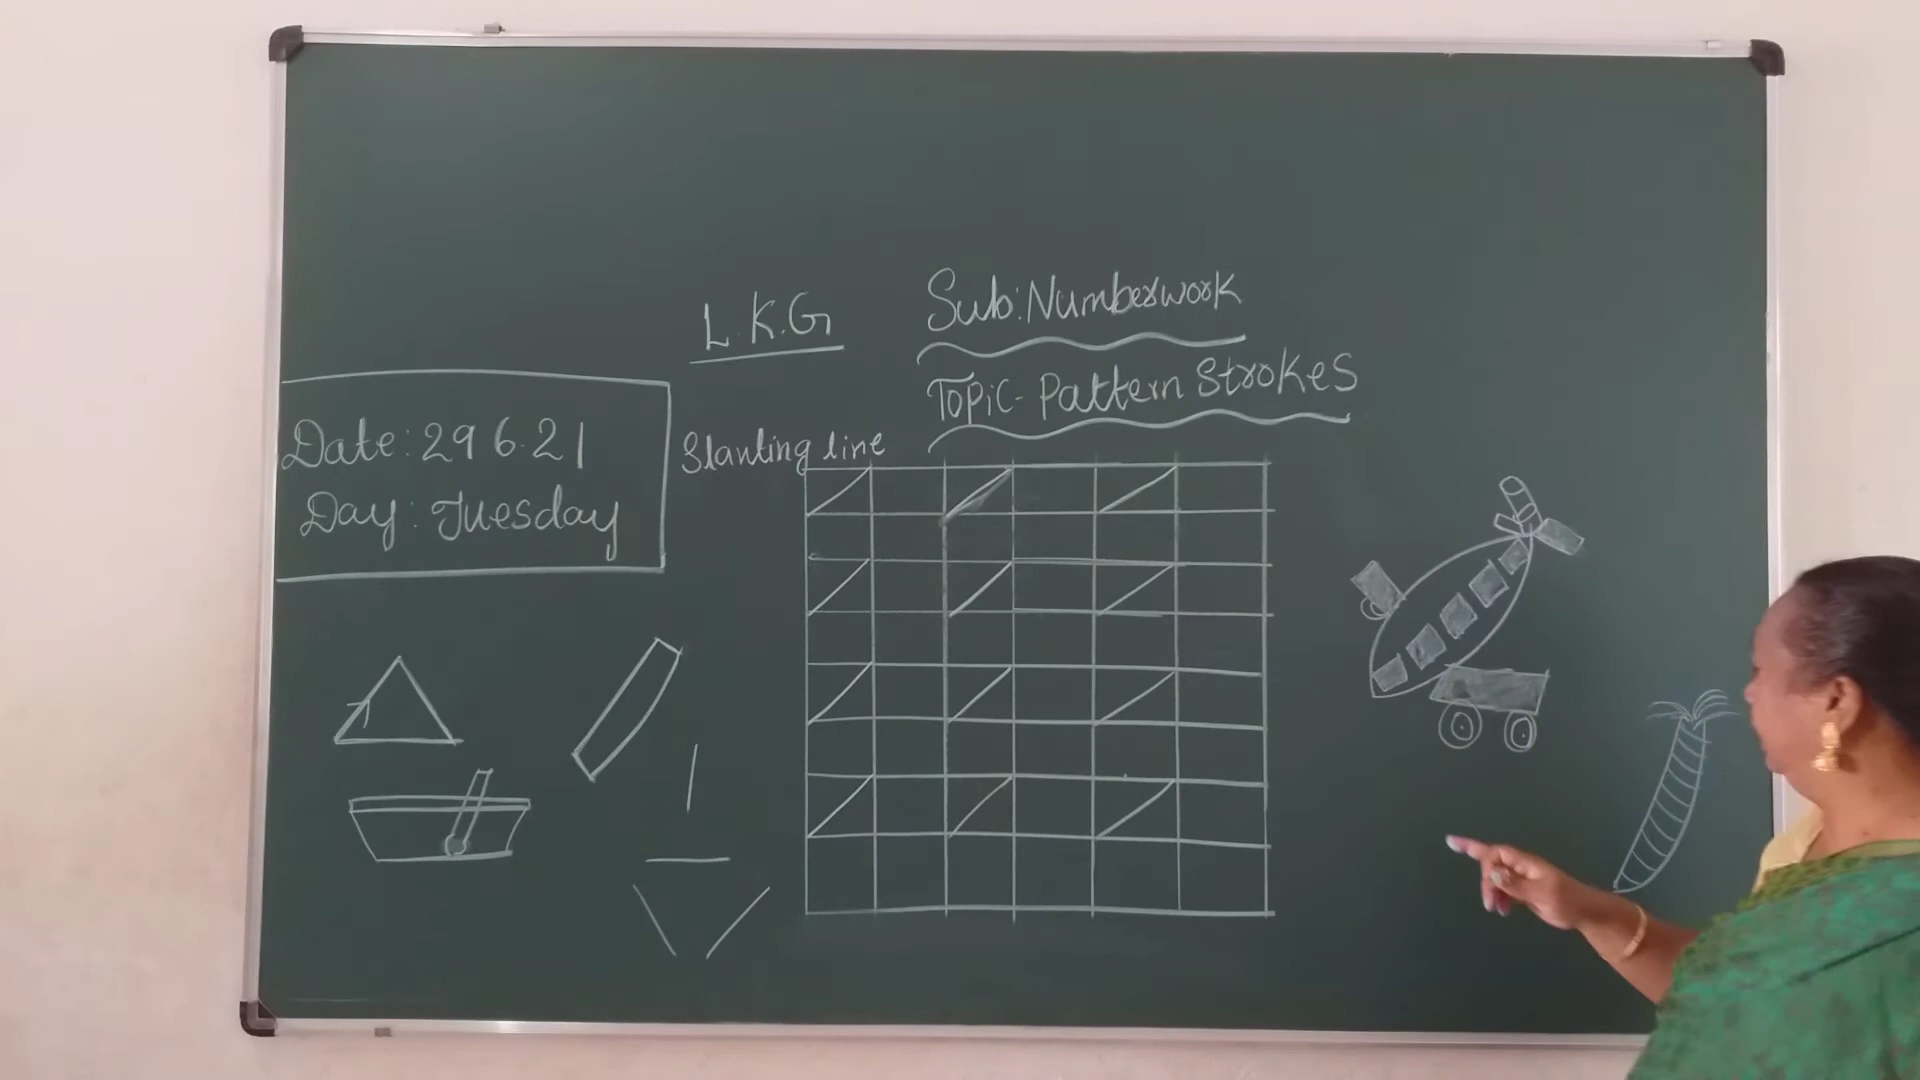 L.K.G
Sub:Numberwork
Topic-Pattern Strokes
Slanting line
Date:29 6.21
Day: Tuesday